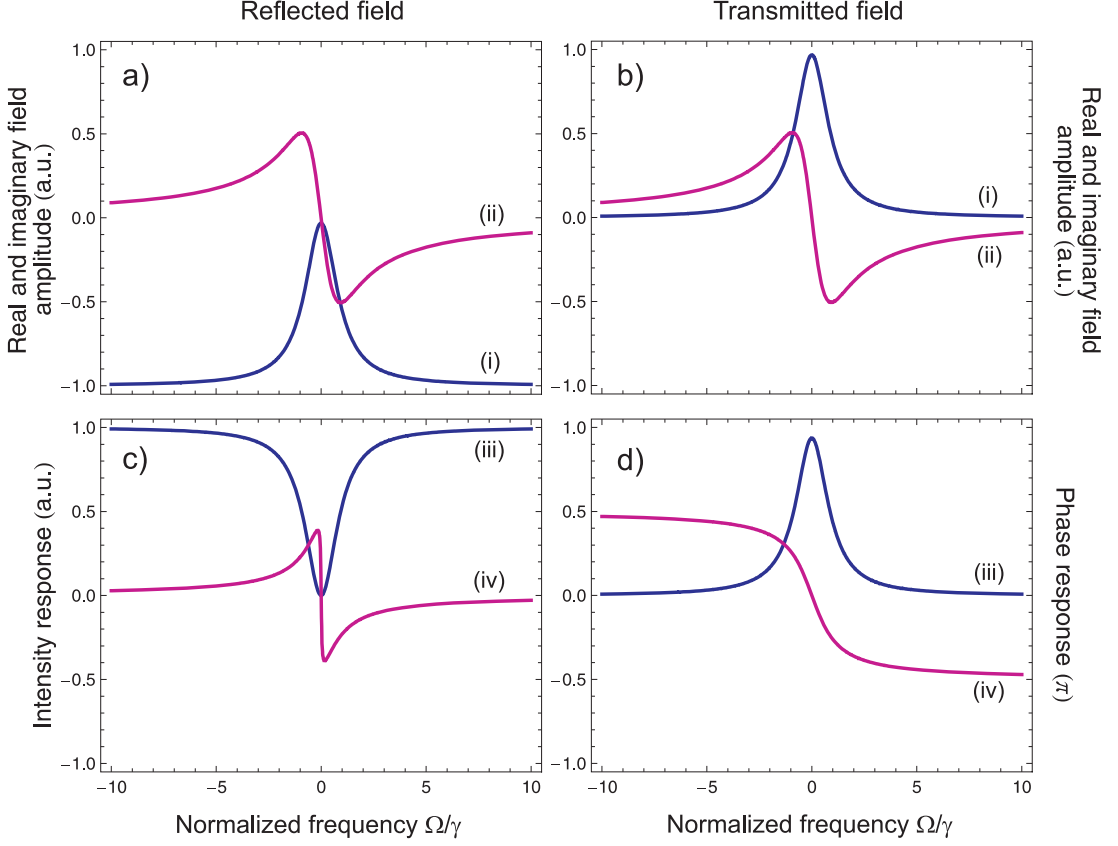 Reflected field
Transmitted field
a)
b)
Real and imaginary field
amplitude (a.u.)
Real and imaginary field
amplitude (a.u.)
1.0
0.5
0.0
−0.5
−1.0
(ii)
(i)
1.0
0.5
0.0
−0.5
−1.0
(i)
(ii)
c)
d)
Intensity response (a.u.)
Phase response (π)
1.0
0.5
0.0
−0.5
−1.0
(iii)
(iv)
1.0
0.5
0.0
−0.5
−1.0
(iii)
(iv)
−10 −5 0 5 10
−10 −5 0 5 10
Normalized frequency Ω/γ
Normalized frequency Ω/γ